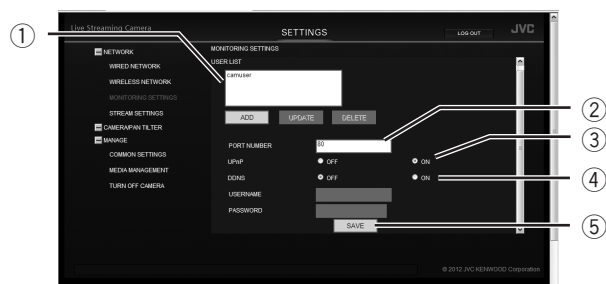 Live Streaming Camera
SETTINGS
LOG OUT
JVC
NETWORK
WIRED NETWORK
WIRELESS NETWORK
MONITORING SETTINGS
STREAM SETTINGS
CAMERA/PAN TILTER
MANAGE
COMMON SETTINGS
MEDIA MANAGEMENT
TURN OFF CAMERA
MONITORING SETTINGS
USER LIST
camuser
ADD UPDATE DELETE
PORT NUMBER 80
UPnP OFF ON
DDNS OFF ON
USERNAME
PASSWORD
SAVE
© 2012 JVC KENWOOD Corporation
1
2
3
4
5